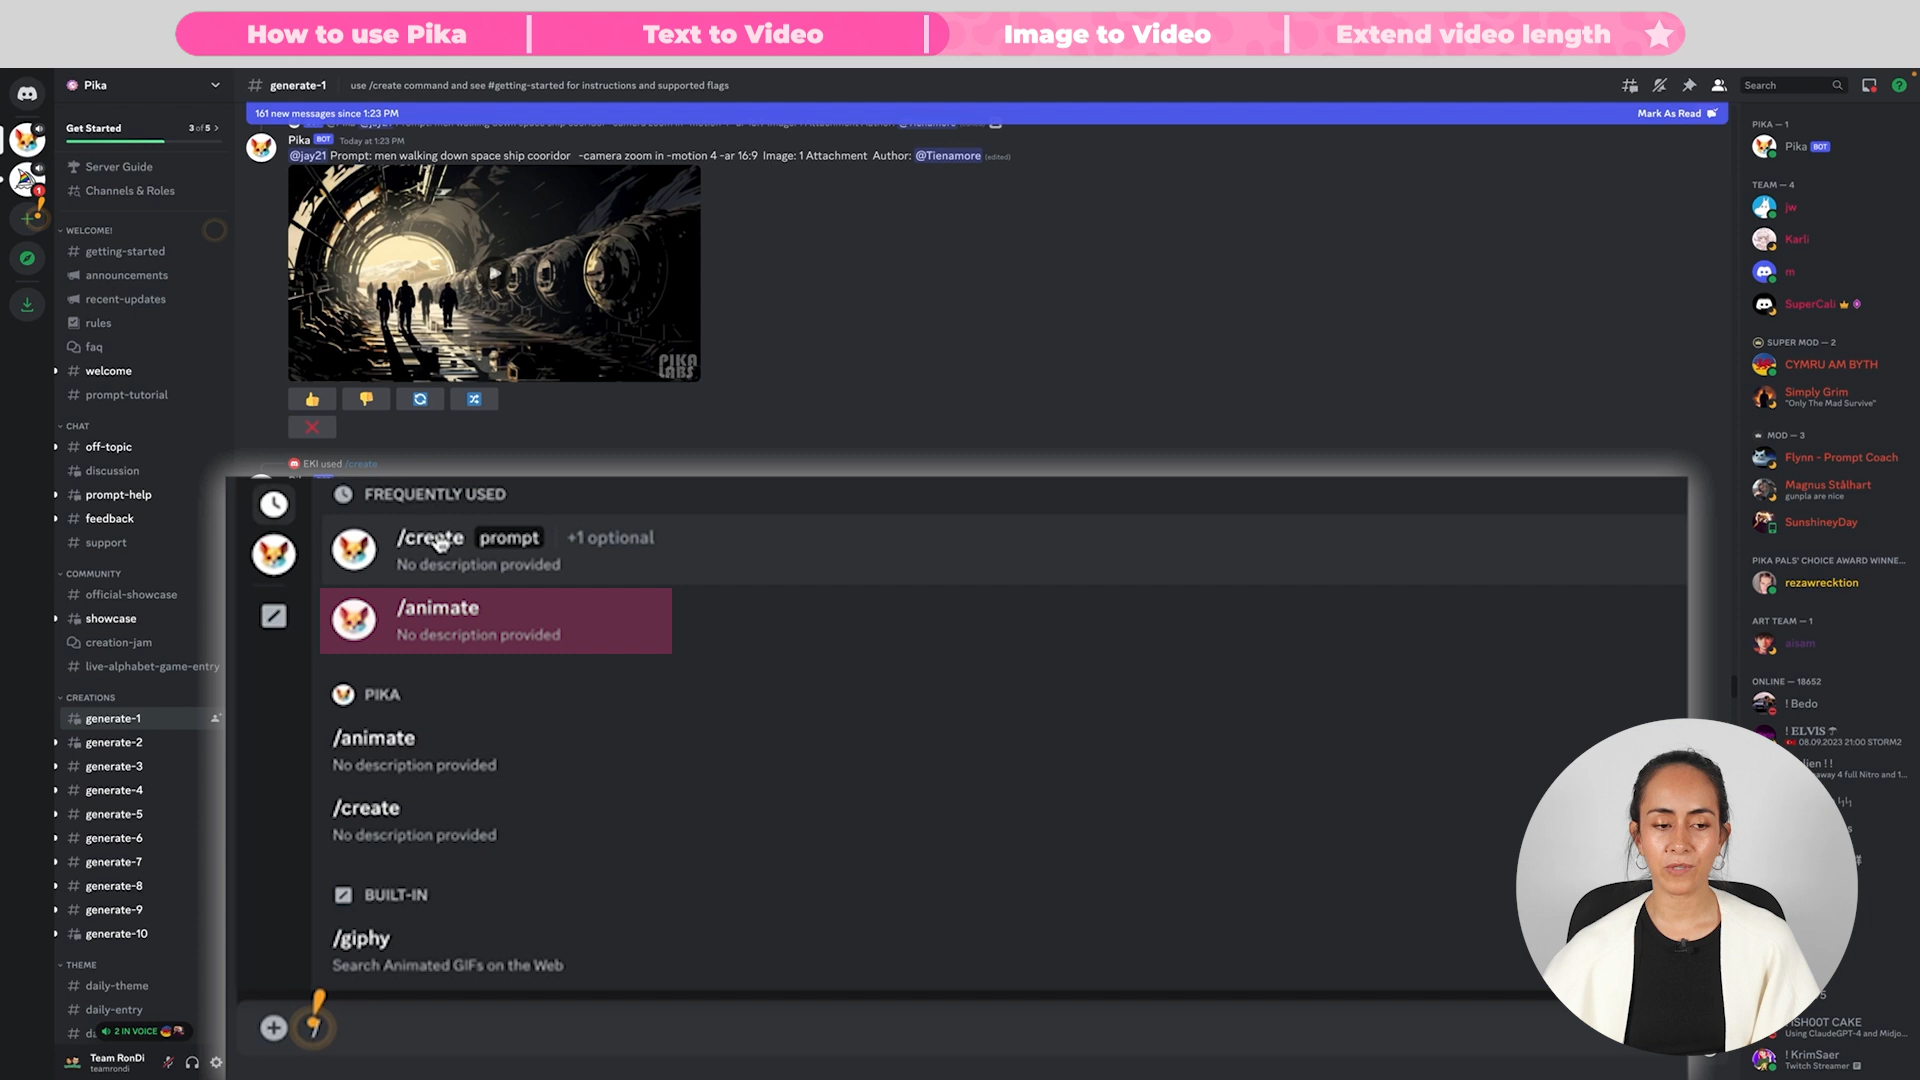 How to use Pika
Text to Video
Image to Video
Extend video length
Pika
generate-1
use /create command and see #getting-started for instructions and supported flags
Search
161 new messages since 1:23 PM
Mark As Read
Get Started
3 of 5
Server Guide
Channels & Roles
WELCOME!
getting-started
announcements
recent-updates
rules
faq
welcome
prompt-tutorial
CHAT
off-topic
discussion
prompt-help
feedback
support
COMMUNITY
official-showcase
showcase
creation-jam
live-alphabet-game-entry
CREATIONS
generate-1
generate-2
generate-3
generate-4
generate-5
generate-6
generate-7
generate-8
generate-9
generate-10
THEME
daily-theme
daily-entry
2 IN VOICE
Team RonDi
teamrondi
Pika BOT Today at 1:23 PM
@jay21 Prompt: men walking down space ship cooridor -camera zoom in -motion 4 -ar 16:9 Image: 1 Attachment Author: @Tienamore (edited)
PIKA
LABS
EKI used /create
FREQUENTLY USED
/create prompt +1 optional
No description provided
/animate
No description provided
PIKA
/animate
No description provided
/create
No description provided
BUILT-IN
/giphy
Search Animated GIFs on the Web
/
PIKA — 1
Pika BOT
TEAM — 4
jw
Karli
m
SuperCali
SUPER MOD — 2
CYMRU AM BYTH
Simply Grim
"Only The Mad Survive"
MOD — 3
Flynn - Prompt Coach
Magnus Stålhart
gunpla are nice
SunshineyDay
PIKA PALS' CHOICE AWARD WINNE...
rezawrecktion
ART TEAM — 1
aisam
ONLINE — 18652
! Bedo
! ELVIS
08.09.2023 21:00 STORM2
lien ! !
away 4 full Nitro and 1...
SHOOT CAKE
Using ClaudeGPT-4 and Midjo...
! KrimSaer
Twitch Streamer